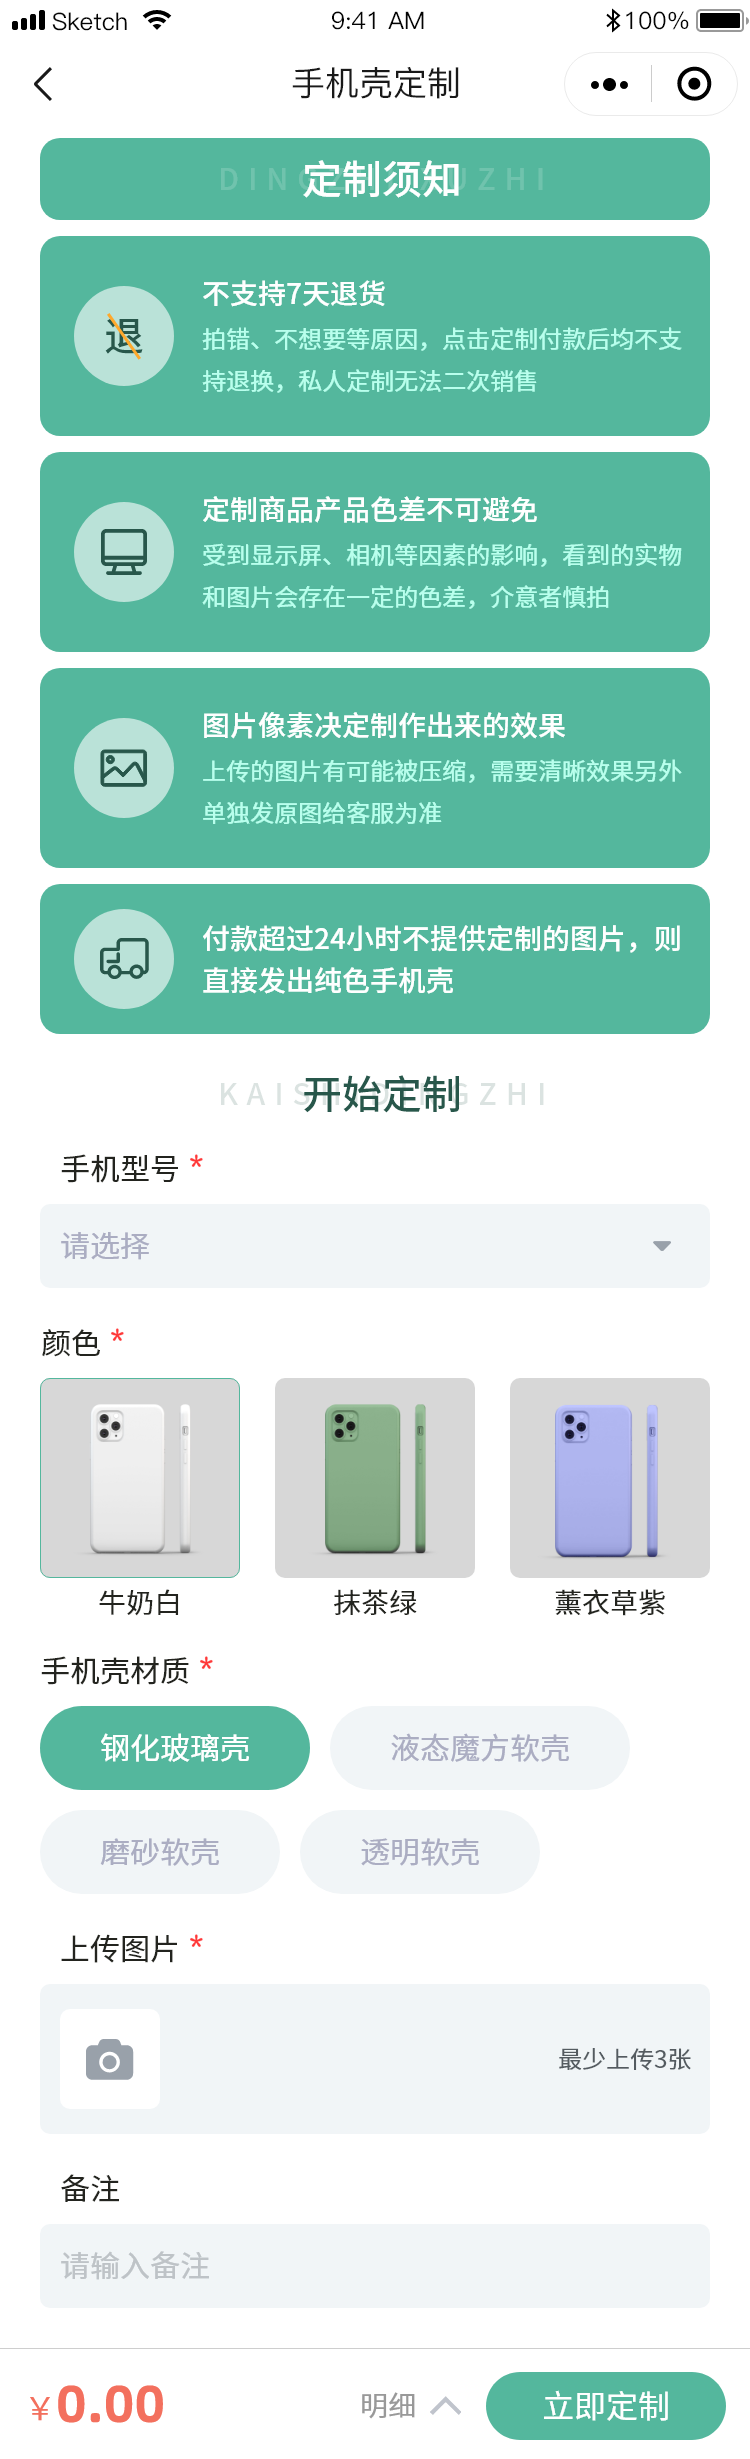 Sketch 9:41 AM 100%
手机壳定制
定制须知
不支持7天退货
退
拍错、不想要等原因，点击定制付款后均不支
持退换，私人定制无法二次销售
定制商品产品色差不可避免
受到显示屏、相机等因素的影响，看到的实物
和图片会存在一定的色差，介意者慎拍
图片像素决定制作出来的效果
上传的图片有可能被压缩，需要清晰效果另外
单独发原图给客服为准
付款超过24小时不提供定制的图片，则
直接发出纯色手机壳
开始定制
手机型号 *
请选择
颜色 *
牛奶白 抹茶绿 薰衣草紫
手机壳材质 *
钢化玻璃壳 液态魔方软壳
磨砂软壳 透明软壳
上传图片 *
最少上传3张
备注
请输入备注
¥0.00 明细 立即定制